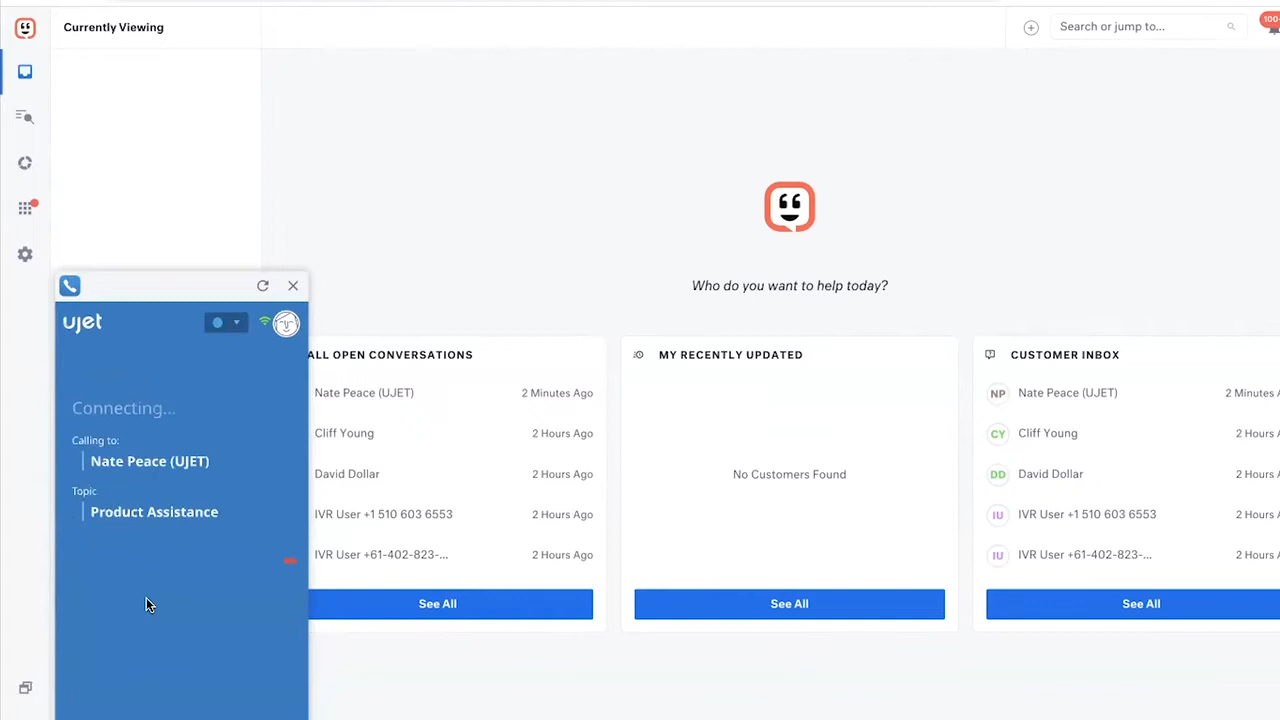 Currently Viewing
Search or jump to...
100+
Who do you want to help today?
ujet
Connecting...
Calling to:
Nate Peace (UJET)
Topic
Product Assistance
ALL OPEN CONVERSATIONS
Nate Peace (UJET) 2 Minutes Ago
Cliff Young 2 Hours Ago
David Dollar 2 Hours Ago
IVR User +1 510 603 6553 2 Hours Ago
IVR User +61-402-823-... 2 Hours Ago
See All
MY RECENTLY UPDATED
No Customers Found
See All
CUSTOMER INBOX
NP Nate Peace (UJET) 2 Minutes A
CY Cliff Young 2 Hours A
DD David Dollar 2 Hours A
IU IVR User +1 510 603 6553 2 Hours A
IU IVR User +61-402-823-... 2 Hours A
See All